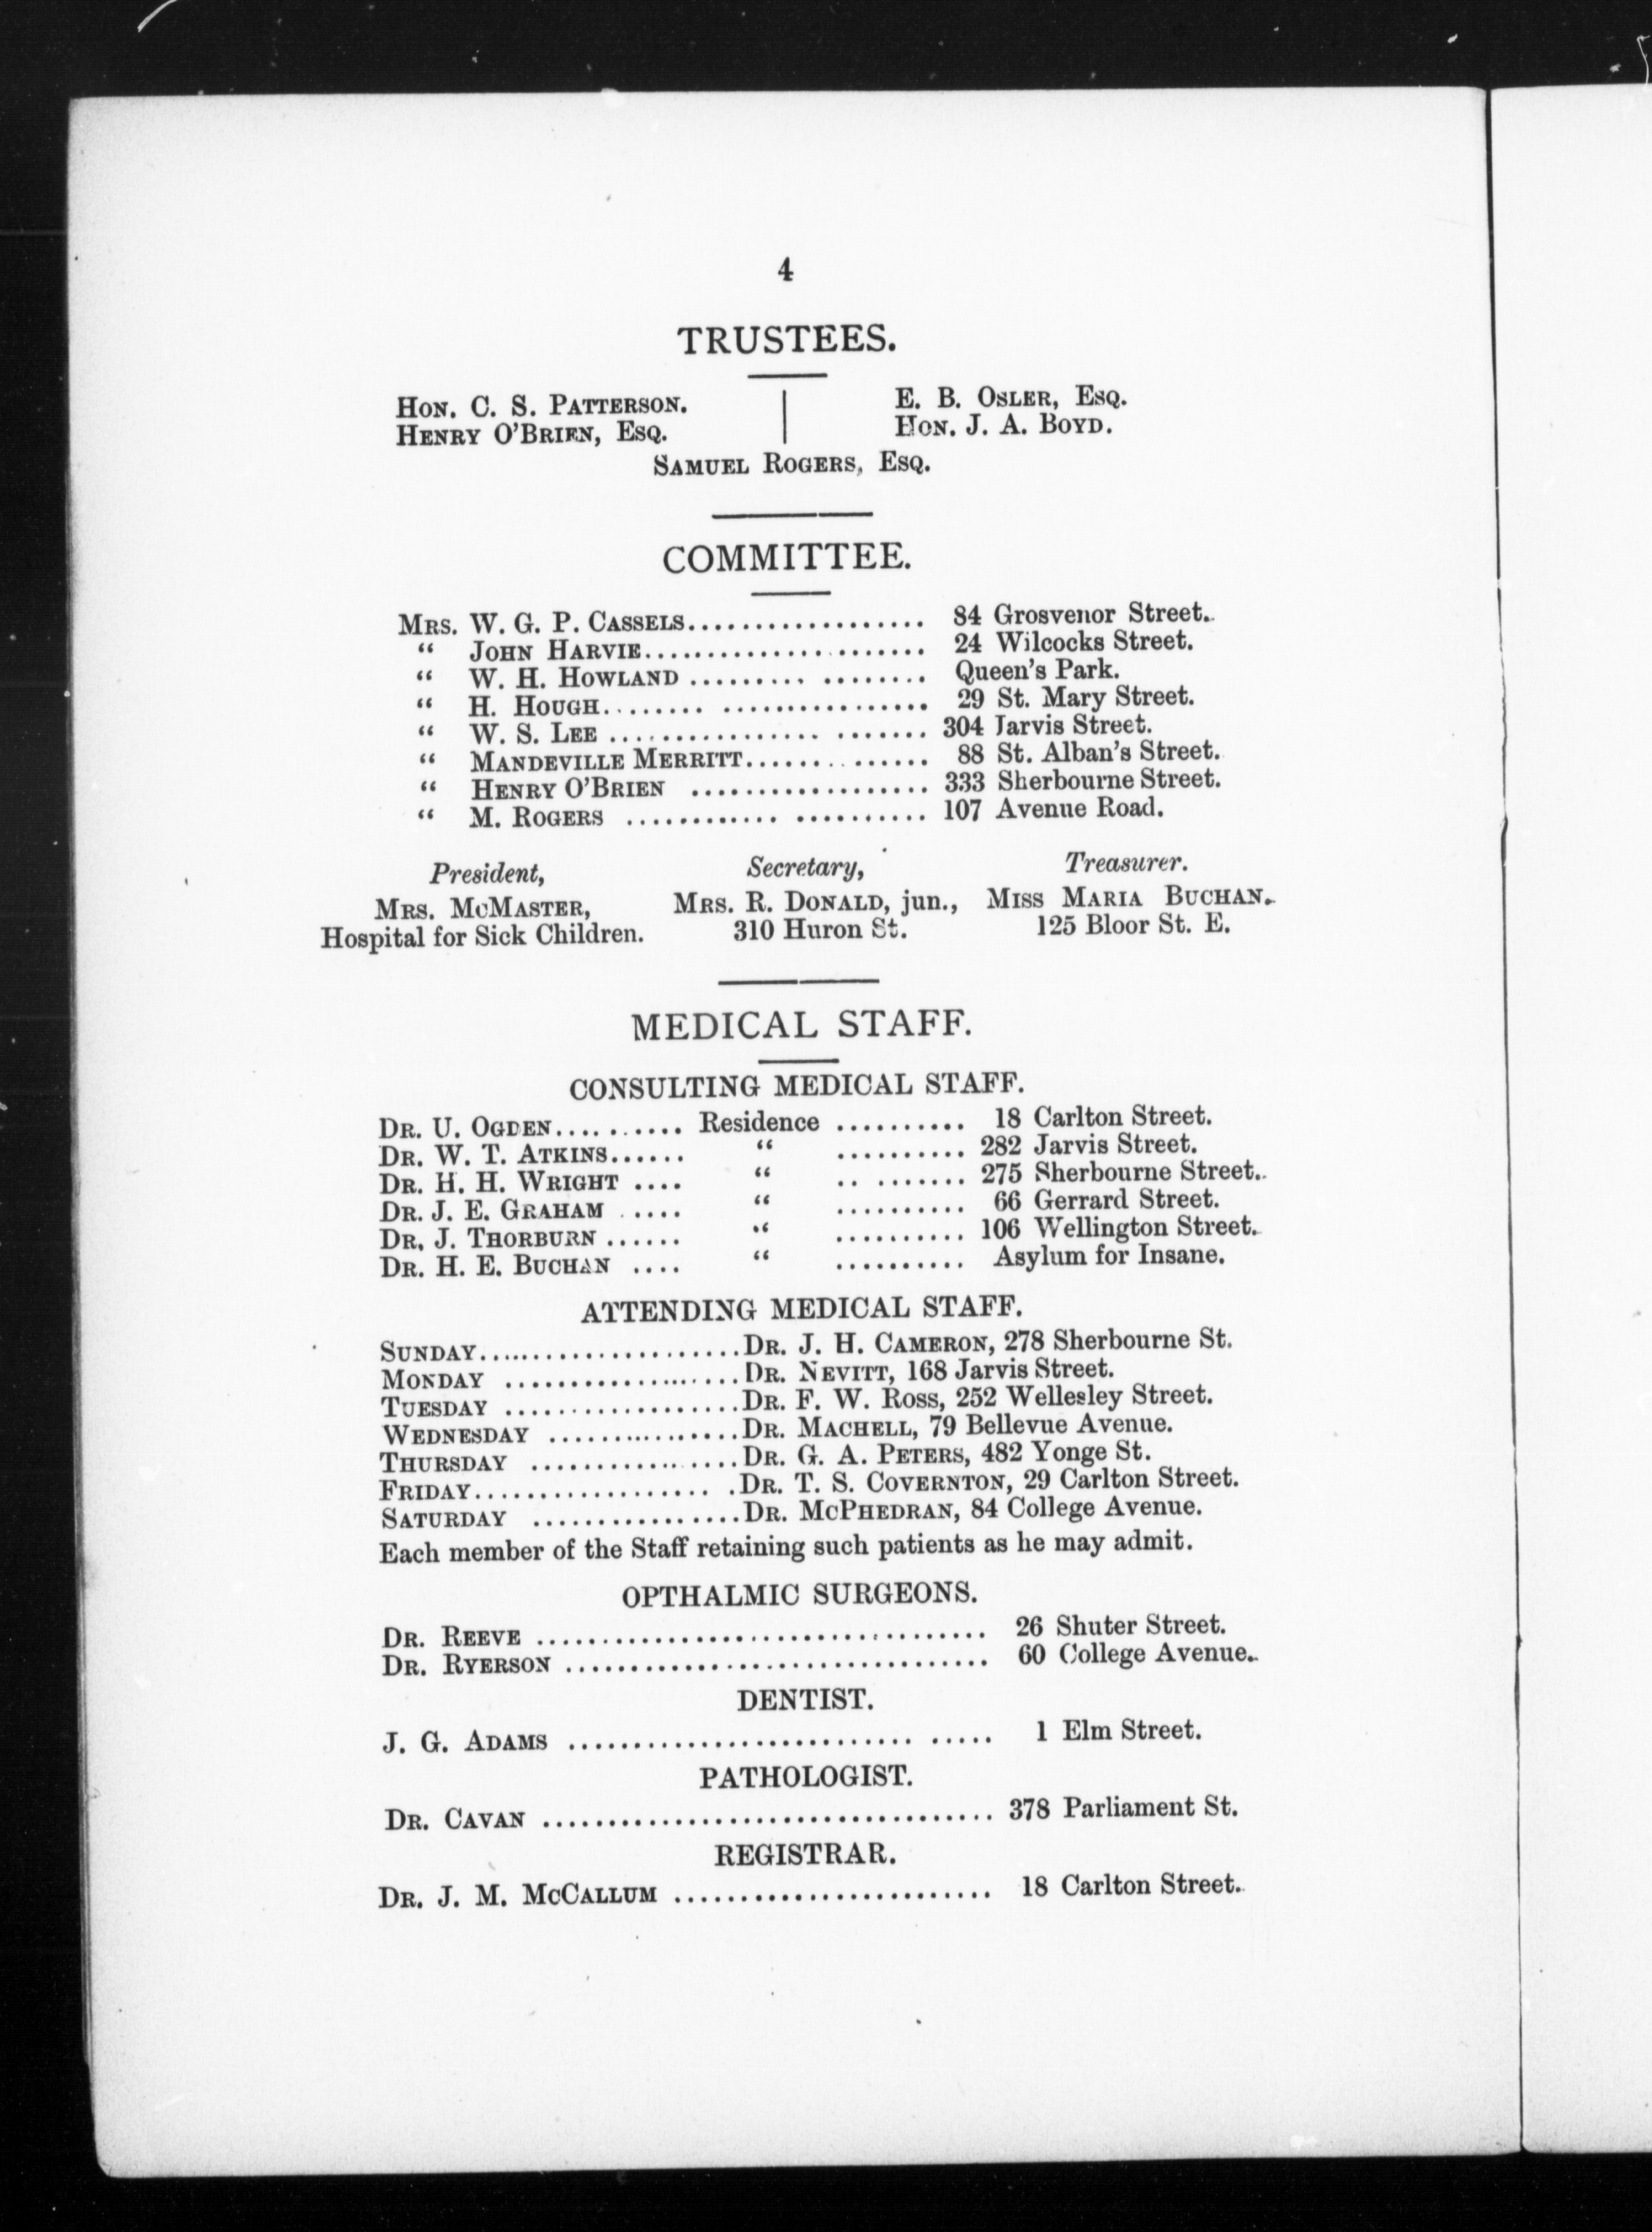 4
TRUSTEES.
HON. C. S. PATTERSON. E. B. OSLER, ESQ.
HENRY O'BRIEN, ESQ. HON. J. A. BOYD.
SAMUEL ROGERS, ESQ.
COMMITTEE.
MRS. W. G. P. CASSELS.................. 84 Grosvenor Street.
“ JOHN HARVIE...................... 24 Wilcocks Street.
“ W. H. HOWLAND ......... ........ Queen's Park.
“ H. HOUGH........ ................ 29 St. Mary Street.
“ W. S. LEE ................ ....... 304 Jarvis Street.
“ MANDEVILLE MERRITT.............. 88 St. Alban's Street.
“ HENRY O'BRIEN .................. 333 Sherbourne Street.
“ M. ROGERS ............ .......... 107 Avenue Road.
President, Secretary, Treasurer.
MRS. MCMASTER, MRS. R. DONALD, jun., MISS MARIA BUCHAN.
Hospital for Sick Children. 310 Huron St. 125 Bloor St. E.
MEDICAL STAFF.
CONSULTING MEDICAL STAFF.
DR. U. OGDEN.......... Residence .......... 18 Carlton Street.
DR. W. T. ATKINS...... “ .......... 282 Jarvis Street.
DR. H. H. WRIGHT .... “ .. ....... 275 Sherbourne Street.
DR. J. E. GRAHAM ..... “ .......... 66 Gerrard Street.
DR. J. THORBURN ...... “ .......... 106 Wellington Street.
DR. H. E. BUCHAN .... “ .......... Asylum for Insane.
ATTENDING MEDICAL STAFF.
SUNDAY....................DR. J. H. CAMERON, 278 Sherbourne St.
MONDAY ..................DR. NEVITT, 168 Jarvis Street.
TUESDAY ..................DR. F. W. ROSS, 252 Wellesley Street.
WEDNESDAY ...............DR. MACHELL, 79 Bellevue Avenue.
THURSDAY ................DR. G. A. PETERS, 482 Yonge St.
FRIDAY.................. .DR. T. S. COVERNTON, 29 Carlton Street.
SATURDAY ................DR. MCPHEDRAN, 84 College Avenue.
Each member of the Staff retaining such patients as he may admit.
OPTHALMIC SURGEONS.
DR. REEVE .................................. 26 Shuter Street.
DR. RYERSON ................................ 60 College Avenue.
DENTIST.
J. G. ADAMS .......................... ..... 1 Elm Street.
PATHOLOGIST.
DR. CAVAN .................................. 378 Parliament St.
REGISTRAR.
DR. J. M. MCCALLUM ........................ 18 Carlton Street.